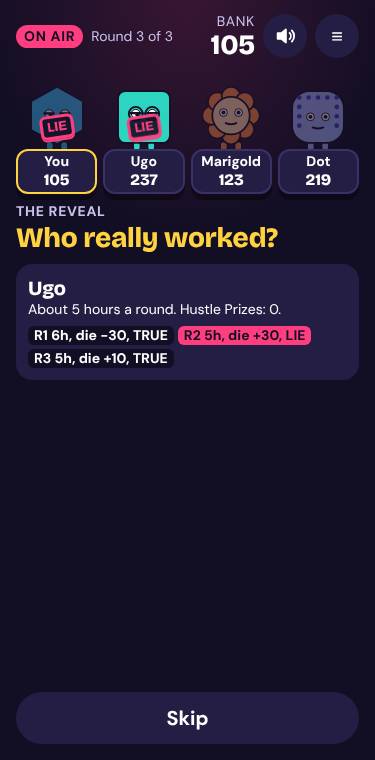 ON AIR
Round 3 of 3
BANK
105
LIE
LIE
You
105
Ugo
237
Marigold
123
Dot
219
THE REVEAL
Who really worked?
Ugo
About 5 hours a round. Hustle Prizes: 0.
R1 6h, die −30, TRUE
R2 5h, die +30, LIE
R3 5h, die +10, TRUE
Skip